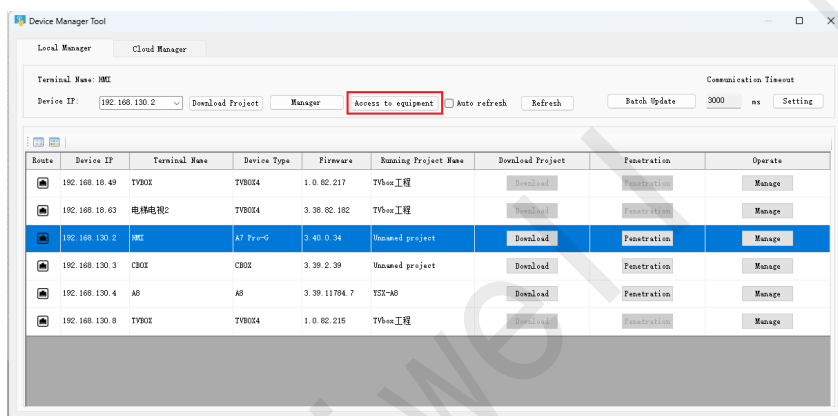 Device Manager Tool
Local Manager Cloud Manager
Terminal Name: HMI Communication Timeout
Device IP: 192.168.130.2 Download Project Manager Access to equipment Auto refresh Refresh Batch Update 3000 ms Setting
Route Device IP Terminal Name Device Type Firmware Running Project Name Download Project Penetration Operate
192.168.18.49 TVBOX TVBOX4 1.0.82.217 TVbox工程 Download Penetration Manage
192.168.18.63 电梯电视2 TVBOX4 3.38.82.182 TVbox工程 Download Penetration Manage
192.168.130.2 HMI A7 Pro-G 3.40.0.34 Unnamed project Download Penetration Manage
192.168.130.3 CBOX CBOX 3.39.2.39 Unnamed project Download Penetration Manage
192.168.130.4 A8 A8 3.39.11784.7 YSX-A8 Download Penetration Manage
192.168.130.8 TVBOX TVBOX4 1.0.82.215 TVbox工程 Download Penetration Manage